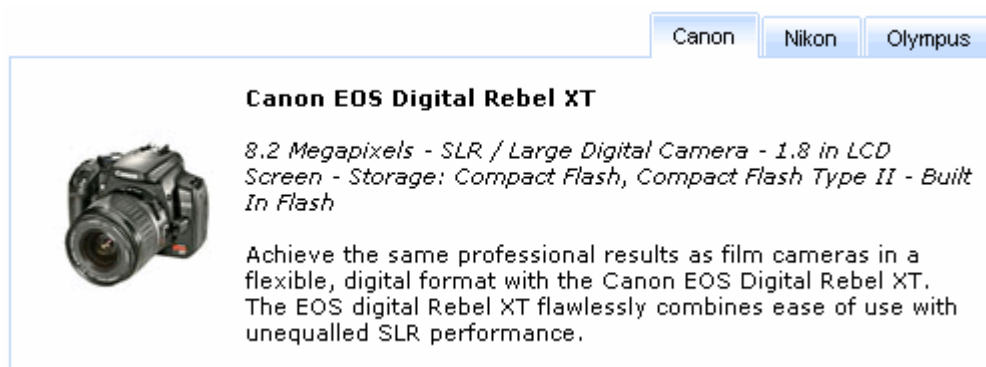 Canon Nikon Olympus
Canon EOS Digital Rebel XT
8.2 Megapixels - SLR / Large Digital Camera - 1.8 in LCD
Screen - Storage: Compact Flash, Compact Flash Type II - Built
In Flash
Achieve the same professional results as film cameras in a
flexible, digital format with the Canon EOS Digital Rebel XT.
The EOS digital Rebel XT flawlessly combines ease of use with
unequalled SLR performance.